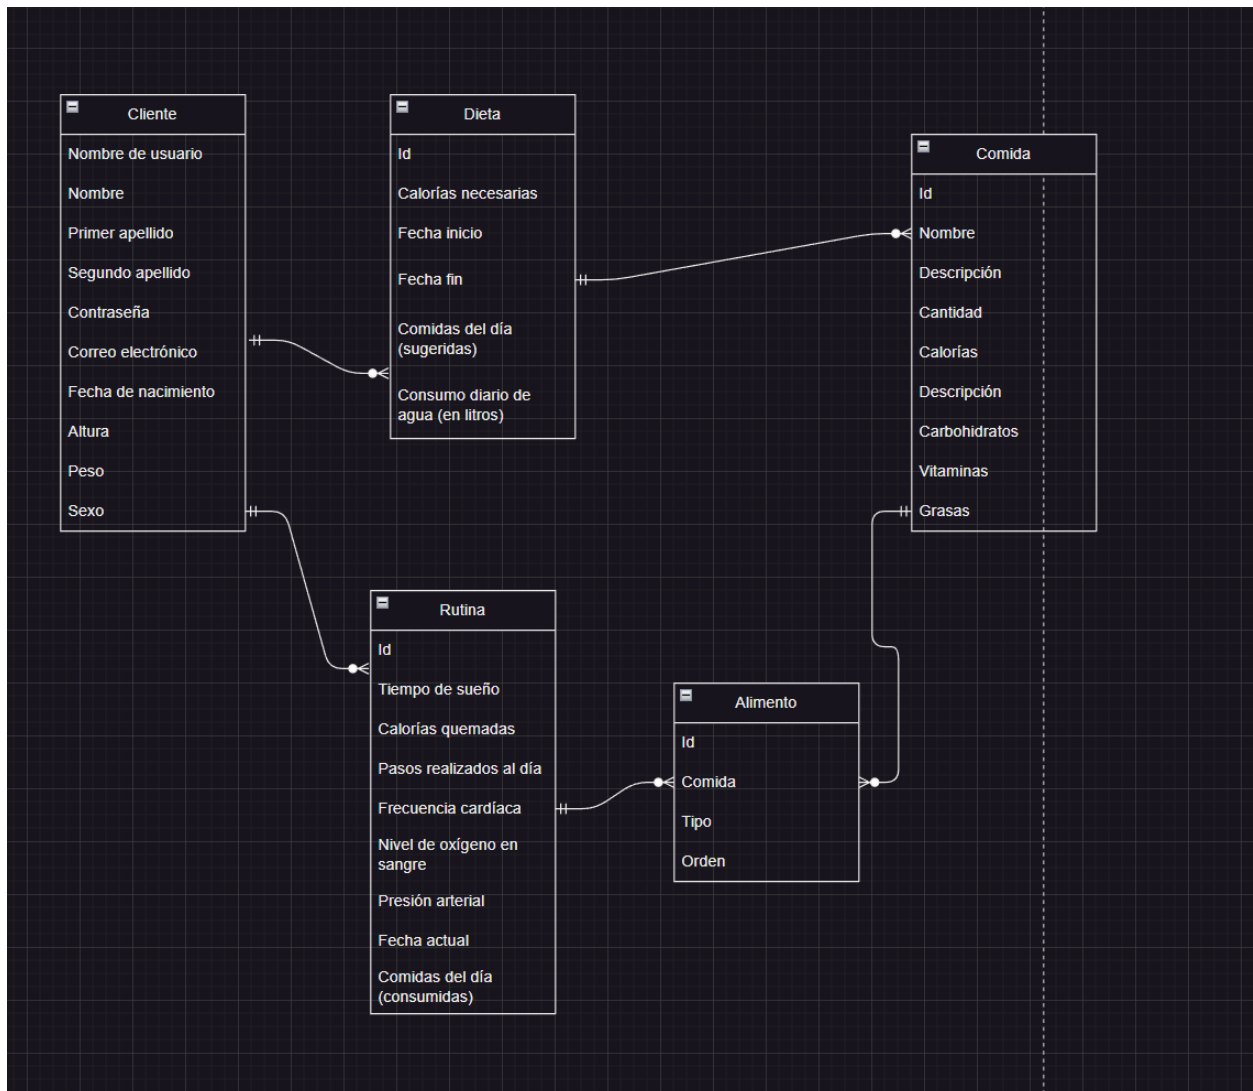 Cliente
Nombre de usuario
Nombre
Primer apellido
Segundo apellido
Contraseña
Correo electrónico
Fecha de nacimiento
Altura
Peso
Sexo
Dieta
Id
Calorías necesarias
Fecha inicio
Fecha fin
Comidas del día
(sugeridas)
Consumo diario de
agua (en litros)
Comida
Id
Nombre
Descripción
Cantidad
Calorías
Descripción
Carbohidratos
Vitaminas
Grasas
Rutina
Id
Tiempo de sueño
Calorías quemadas
Pasos realizados al día
Frecuencia cardíaca
Nivel de oxígeno en
sangre
Presión arterial
Fecha actual
Comidas del día
(consumidas)
Alimento
Id
Comida
Tipo
Orden